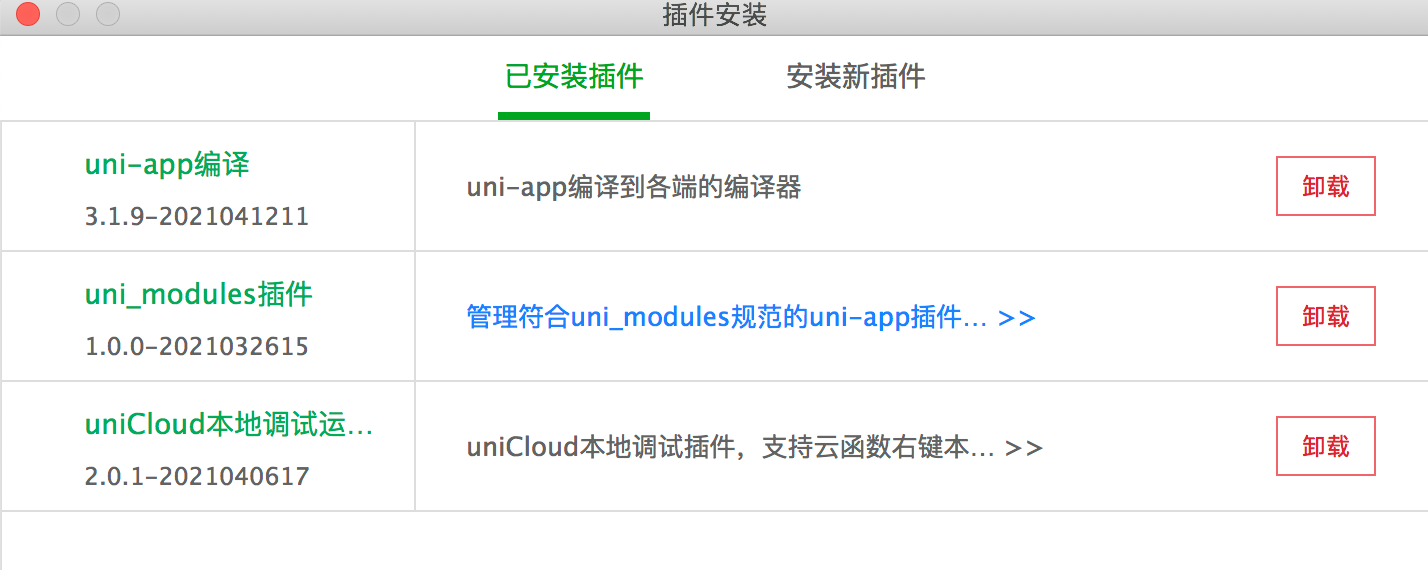 插件安装
已安装插件
安装新插件
uni-app编译
3.1.9-2021041211
uni-app编译到各端的编译器
卸载
uni_modules插件
1.0.0-2021032615
管理符合uni_modules规范的uni-app插件... >>
卸载
uniCloud本地调试运...
2.0.1-2021040617
uniCloud本地调试插件，支持云函数右键本... >>
卸载